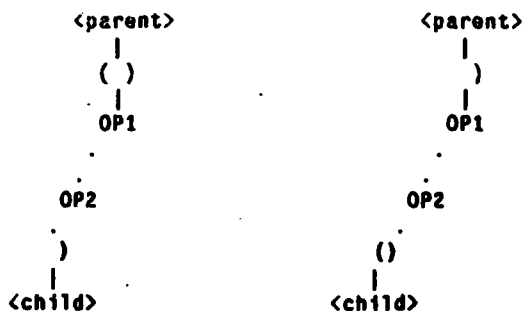 <parent> <parent>
| |
( ) )
| |
OP1 OP1
. .
. .
. .
OP2 OP2
. .
) ()
| |
<child> <child>